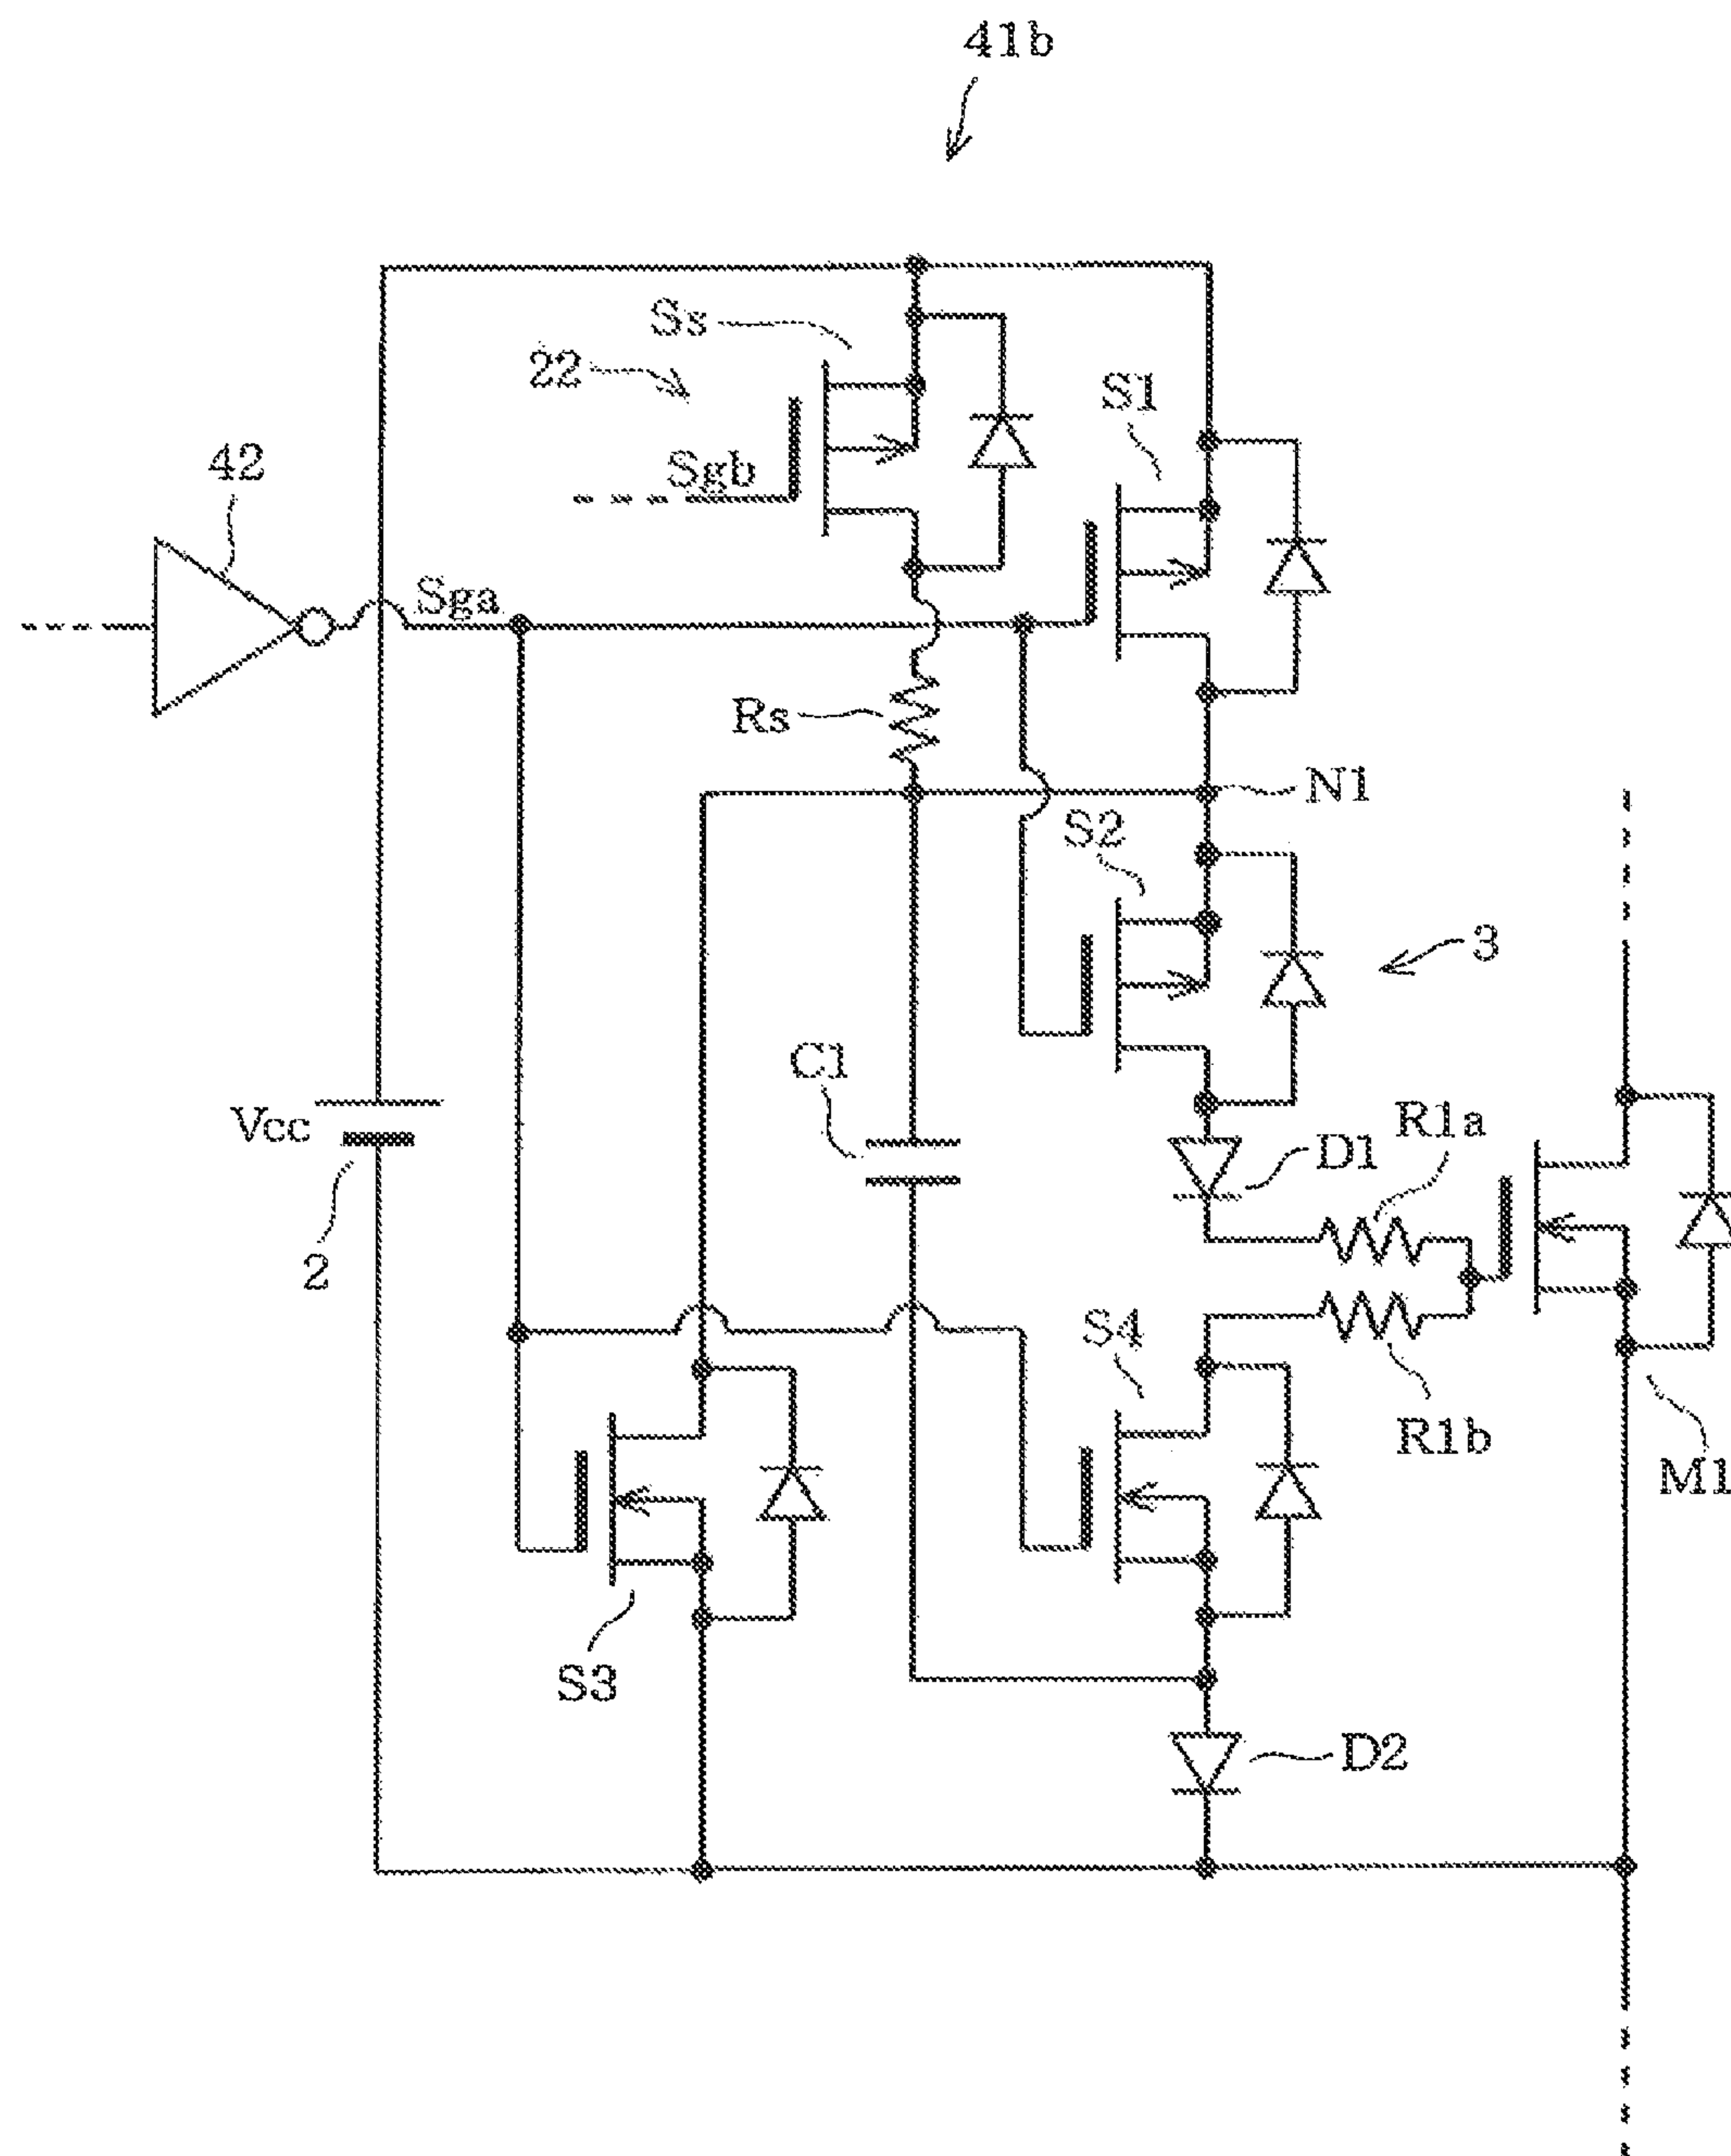 41b
Ss
22
S1
42
Sgb
Sga
Rs
N1
S2
3
C1
Vcc
R1a
D1
2
S4
R1b
M1
S3
D2